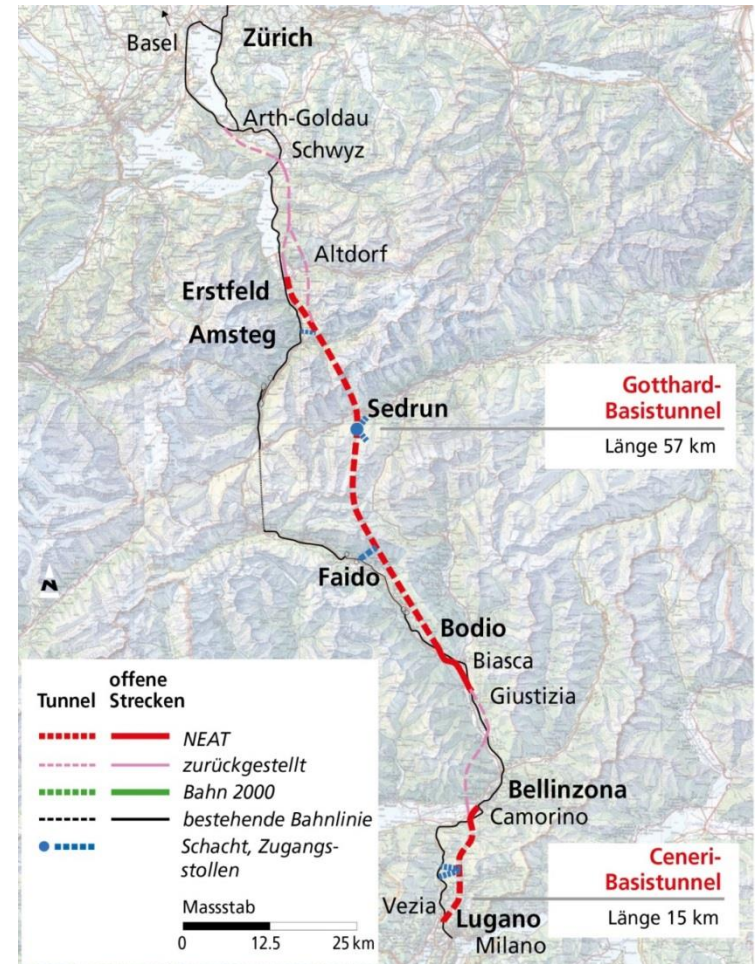 Basel
Zürich
Arth-Goldau
Schwyz
Altdorf
Erstfeld
Amsteg
Gotthard-
Basistunnel
Sedrun
Länge 57 km
N
Faido
Bodio
Biasca
Giustizia
Bellinzona
Camorino
Ceneri-
Basistunnel
Vezia
Lugano
Länge 15 km
Milano
offene
Tunnel Strecken
NEAT
zurückgestellt
Bahn 2000
bestehende Bahnlinie
Schacht, Zugangs-
stollen
Massstab
0 12.5 25 km